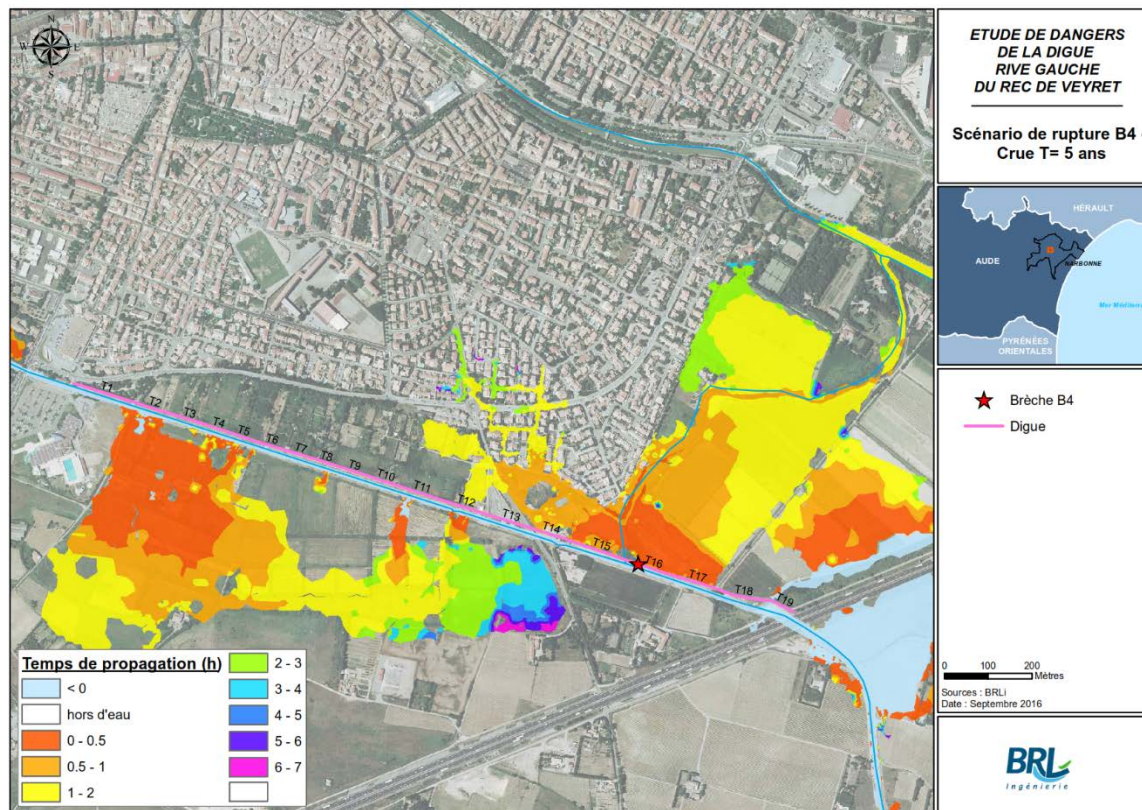 N
W
E
S
T1
T2
T3
T4
T5
T6
T7
T8
T9
T10
T11
T12
T13
T14
T15
T16
T17
T18
T19
Temps de propagation (h)
< 0
hors d'eau
0 - 0.5
0.5 - 1
1 - 2
2 - 3
3 - 4
4 - 5
5 - 6
6 - 7
ETUDE DE DANGERS
DE LA DIGUE
RIVE GAUCHE
DU REC DE VEYRET
Scénario de rupture B4 -
Crue T= 5 ans
HÉRAULT
AUDE
NARBONNE
Mer Méditerr
PYRÉNÉES
ORIENTALES
Brèche B4
Digue
0 100 200
Mètres
Sources : BRLi
Date : Septembre 2016
BRL
Ingénierie